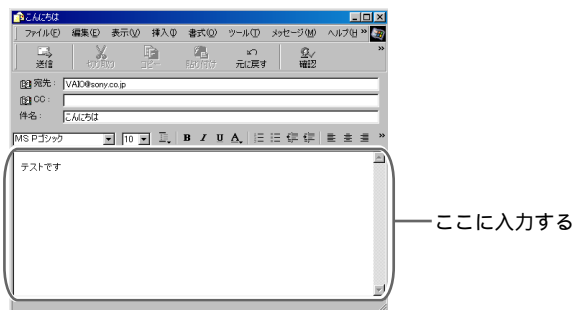 こんにちは
ファイル(F) 編集(E) 表示(V) 挿入(I) 書式(O) ツール(T) メッセージ(M) ヘルプ(H) »
送信 切り取り コピー 貼り付け 元に戻す 確認 »
宛先: VAIO@sony.co.jp
CC:
件名: こんにちは
MS Pゴシック 10 B I U A »
テストです
ここに入力する